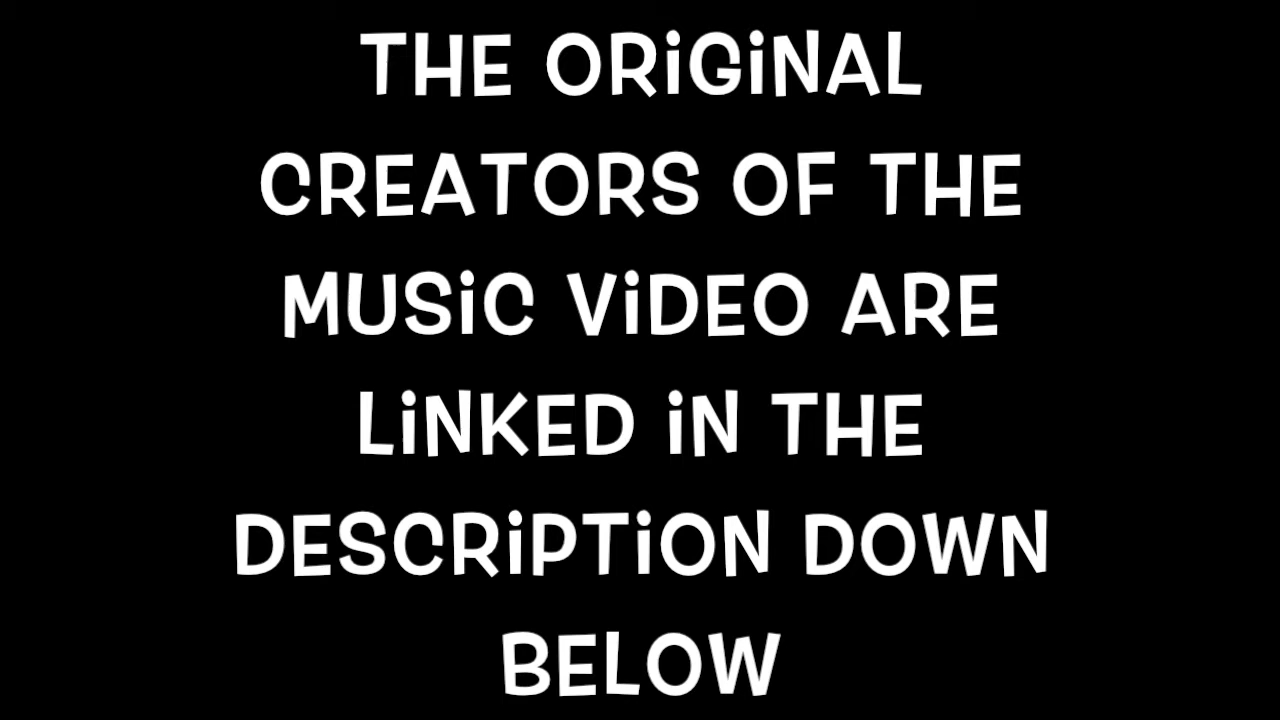 THE ORiGiNAL
CREATORS OF THE
MUSiC ViDEO ARE
LiNKED iN THE
DESCRiPTiON DOWN
BELOW